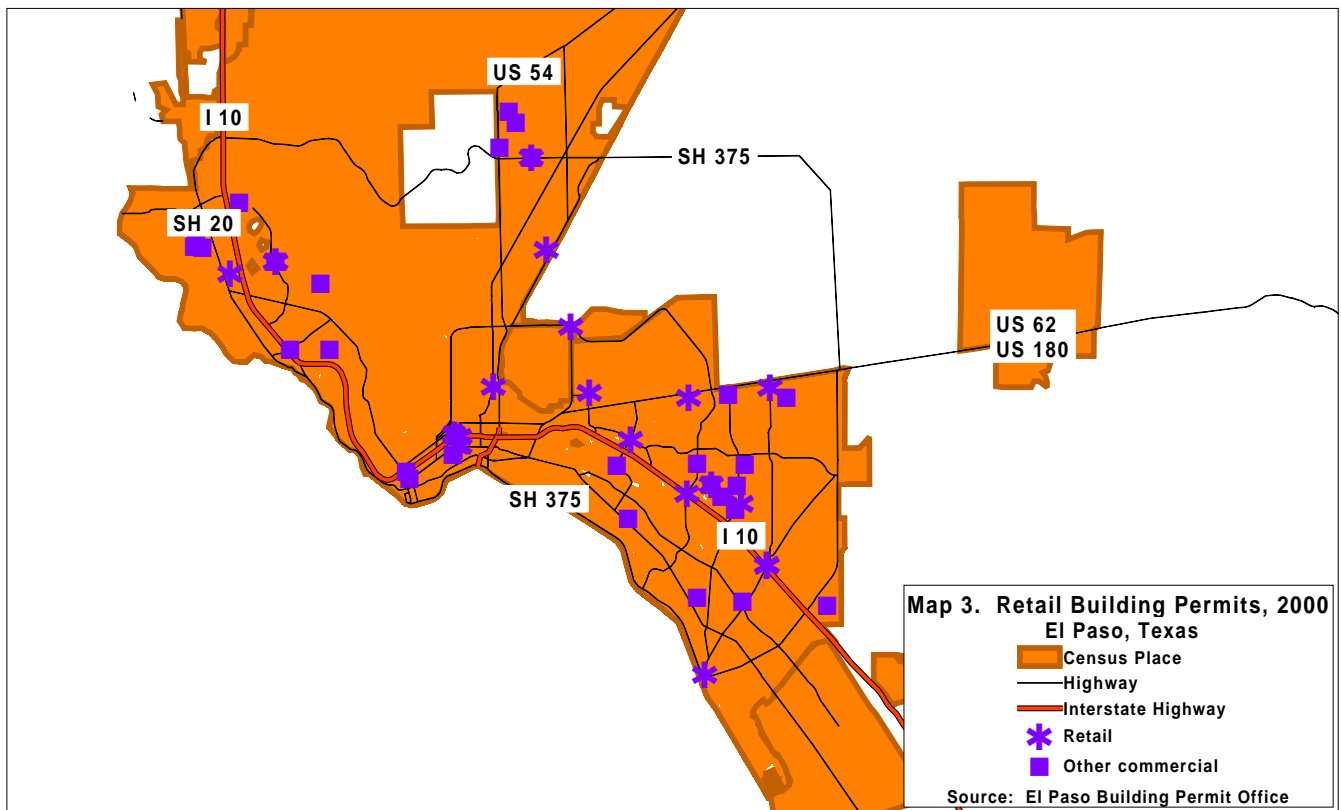 US 54
I 10
SH 375
SH 20
US 62
US 180
SH 375
I 10
Map 3. Retail Building Permits, 2000
El Paso, Texas
Census Place
Highway
Interstate Highway
Retail
Other commercial
Source: El Paso Building Permit Office